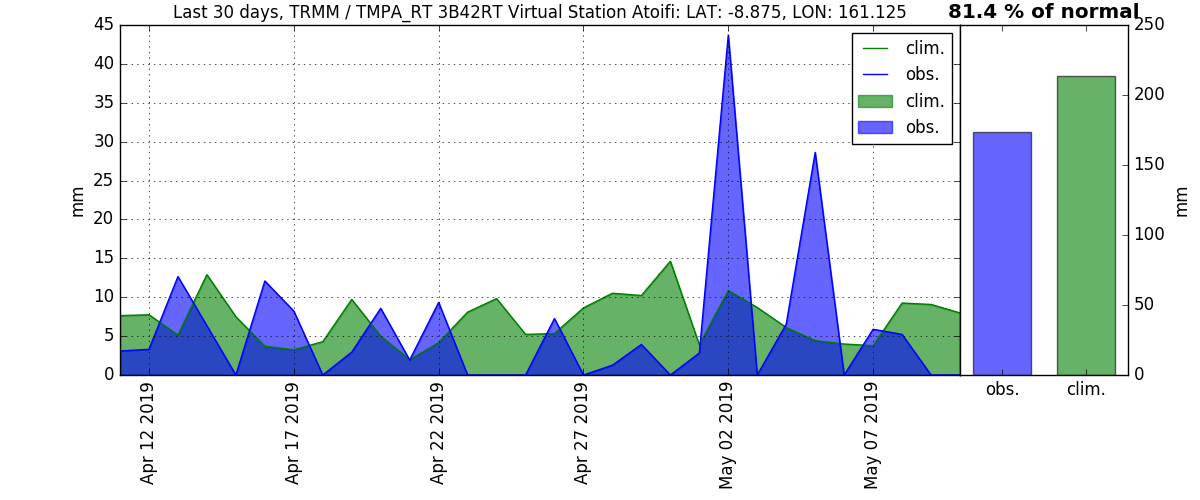 Last 30 days, TRMM / TMPA_RT 3B42RT Virtual Station Atoifi: LAT: -8.875, LON: 161.125
81.4 % of normal
mm
45
40
35
30
25
20
15
10
5
0
clim.
obs.
clim.
obs.
Apr 12 2019
Apr 17 2019
Apr 22 2019
Apr 27 2019
May 02 2019
May 07 2019
250
200
150
100
50
0
mm
obs.
clim.